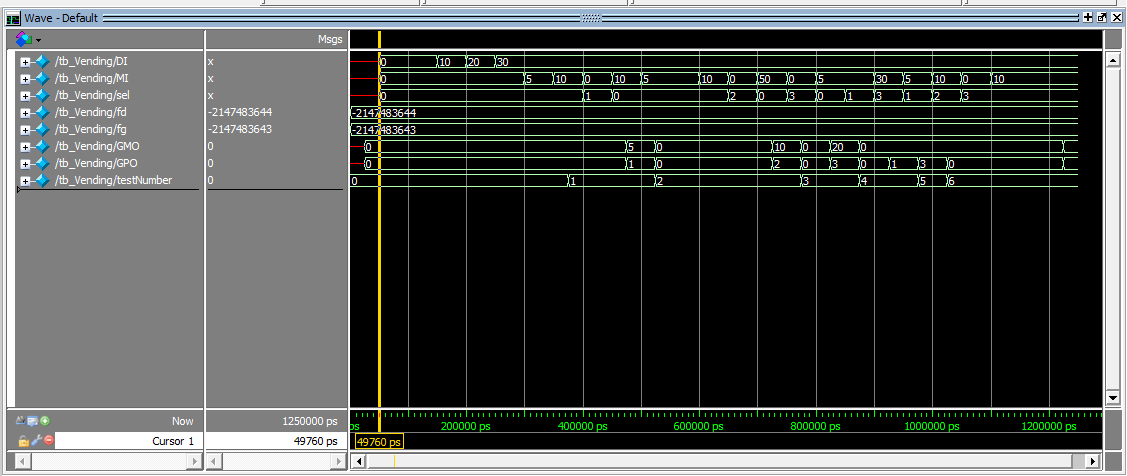 Wave - Default
Msgs
/tb_Vending/DI x 0 10 20 30
/tb_Vending/MI x 0 5 10 0 10 5 10 0 50 0 5 30 5 10 0 10
/tb_Vending/sel x 0 1 0 2 0 3 0 1 3 1 2 3
/tb_Vending/fd -2147483644 -2147483644
/tb_Vending/fg -2147483643 -2147483643
/tb_Vending/GMO 0 0 5 0 10 0 20 0
/tb_Vending/GPO 0 0 1 0 2 0 3 0 1 3 0
/tb_Vending/testNumber 0 0 1 2 3 4 5 6
Now 1250000 ps ps 200000 ps 400000 ps 600000 ps 800000 ps 1000000 ps 1200000 ps
Cursor 1 49760 ps 49760 ps